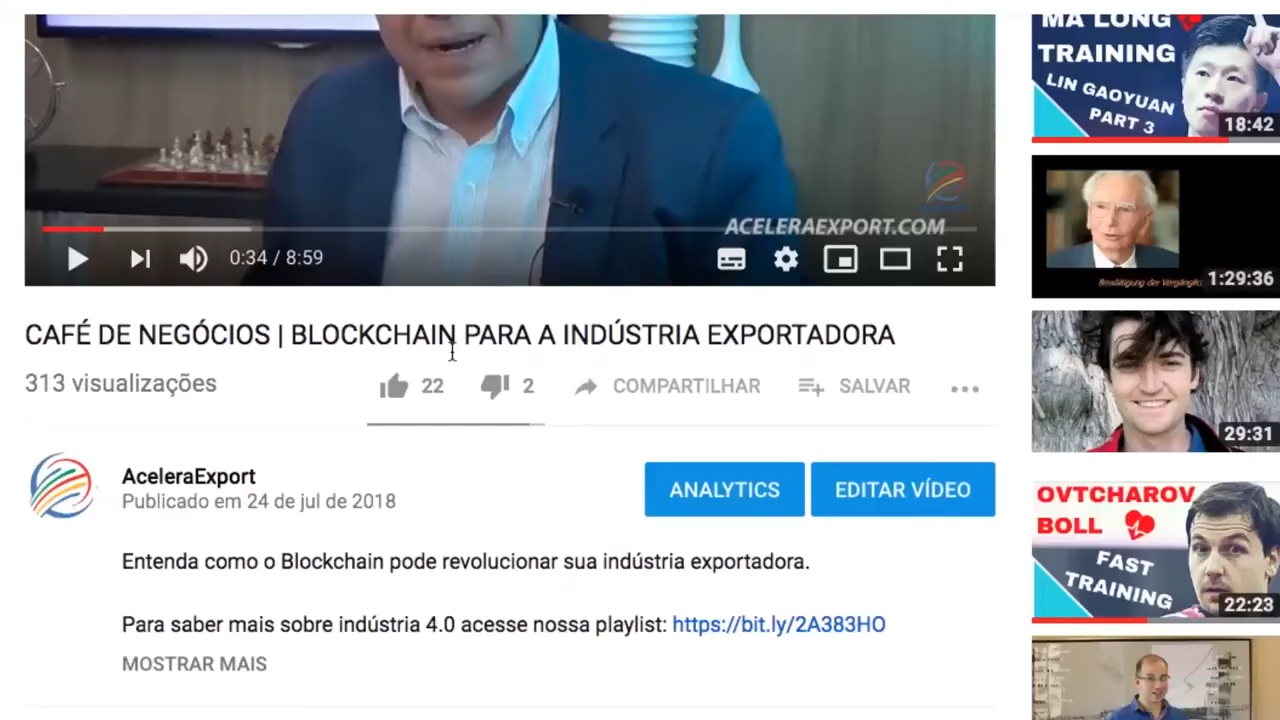 ACELERAEXPORT.COM
0:34 / 8:59
CAFÉ DE NEGÓCIOS | BLOCKCHAIN PARA A INDÚSTRIA EXPORTADORA
313 visualizações
22
2
COMPARTILHAR
SALVAR
AceleraExport
Publicado em 24 de jul de 2018
ANALYTICS
EDITAR VÍDEO
Entenda como o Blockchain pode revolucionar sua indústria exportadora.
Para saber mais sobre indústria 4.0 acesse nossa playlist: https://bit.ly/2A383HO
MOSTRAR MAIS
MA LONG
TRAINING
LIN GAOYUAN
PART 3
18:42
Bewältigung der
1:29:36
29:31
OVTCHAROV
BOLL
FAST
TRAINING
22:23